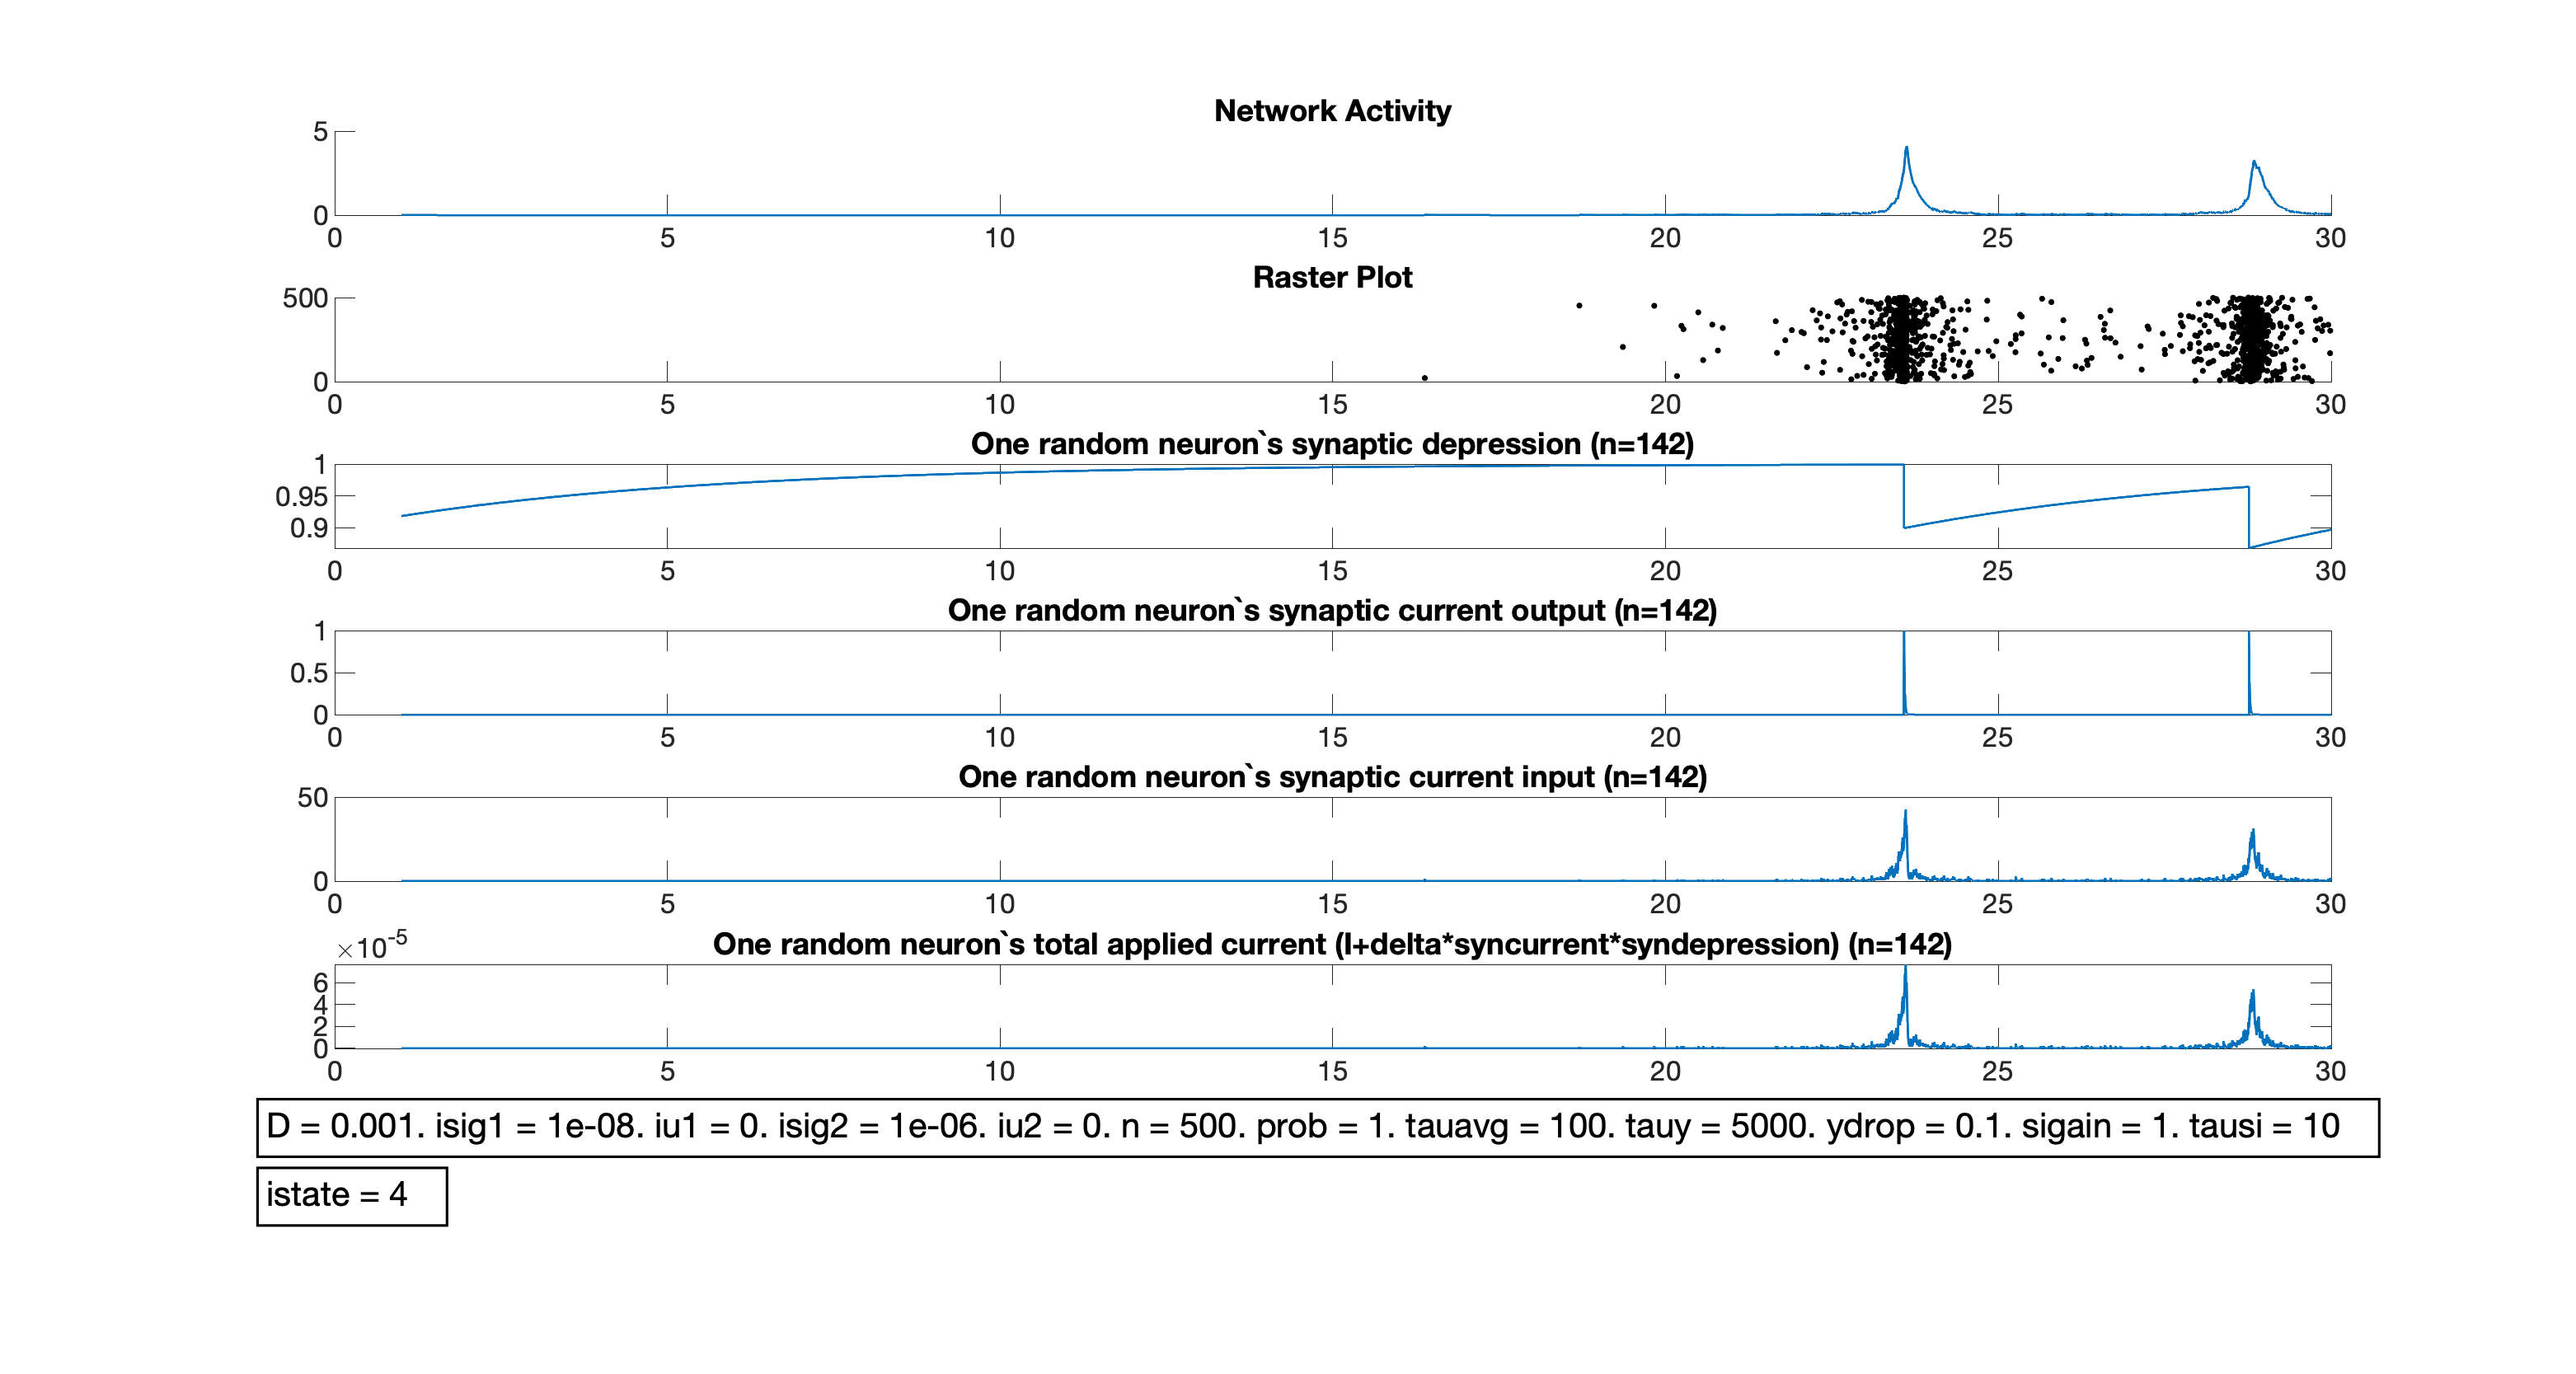 Network Activity
5
0
0 5 10 15 20 25 30
Raster Plot
500
0
0 5 10 15 20 25 30
One random neuron`s synaptic depression (n=142)
1
0.95
0.9
0 5 10 15 20 25 30
One random neuron`s synaptic current output (n=142)
1
0.5
0
0 5 10 15 20 25 30
One random neuron`s synaptic current input (n=142)
50
0
0 5 10 15 20 25 30
×10-5
One random neuron`s total applied current (I+delta*syncurrent*syndepression) (n=142)
6
4
2
0
0 5 10 15 20 25 30
D = 0.001. isig1 = 1e-08. iu1 = 0. isig2 = 1e-06. iu2 = 0. n = 500. prob = 1. tauavg = 100. tauy = 5000. ydrop = 0.1. sigain = 1. tausi = 10
istate = 4